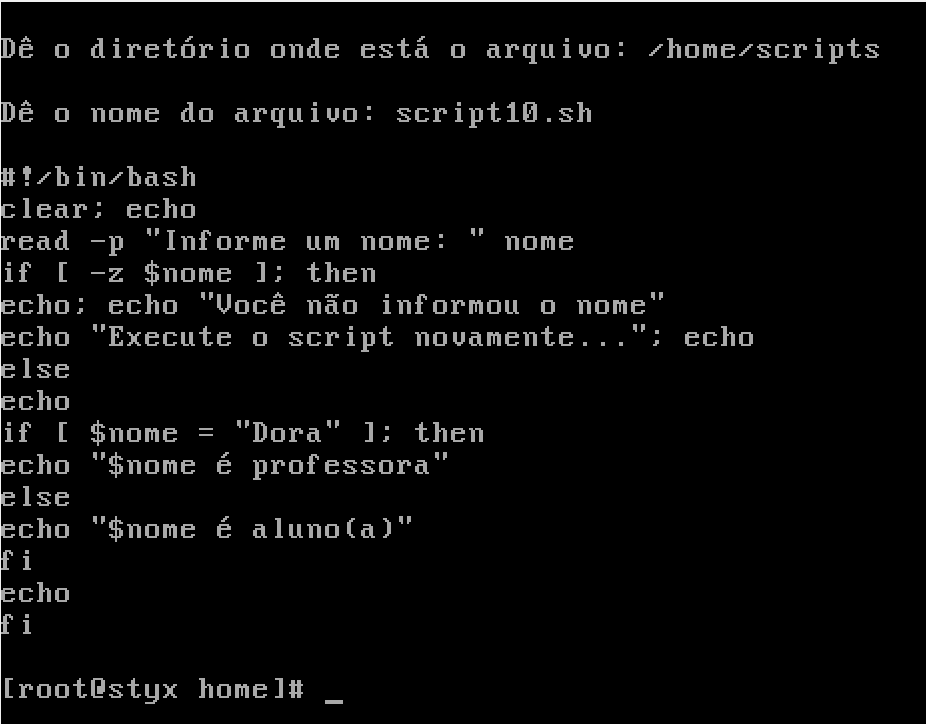 Dê o diretório onde está o arquivo: /home/scripts
Dê o nome do arquivo: script10.sh
#!/bin/bash
clear; echo
read -p "Informe um nome: " nome
if [ -z $nome ]; then
echo; echo "Você não informou o nome"
echo "Execute o script novamente..."; echo
else
echo
if [ $nome = "Dora" ]; then
echo "$nome é professora"
else
echo "$nome é aluno(a)"
fi
echo
fi
[root@styx home]# _